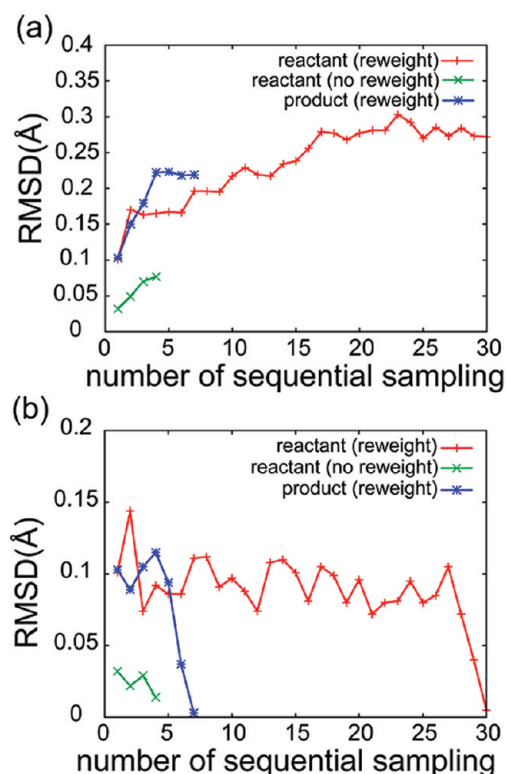 (a)
0.4
0.35
0.3
0.25
0.2
0.15
0.1
0.05
0
RMSD(Å)
reactant (reweight)
reactant (no reweight)
product (reweight)
0 5 10 15 20 25 30
number of sequential sampling
(b)
0.2
0.15
0.1
0.05
0
RMSD(Å)
reactant (reweight)
reactant (no reweight)
product (reweight)
0 5 10 15 20 25 30
number of sequential sampling